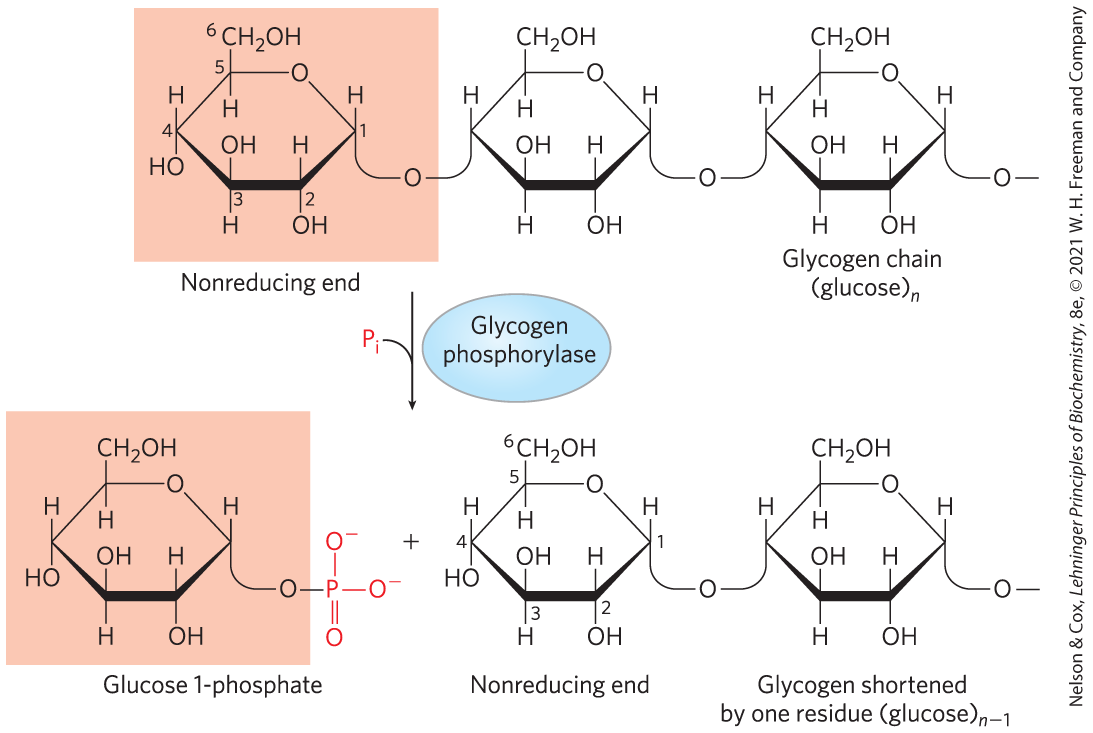 6 CH₂OH CH₂OH CH₂OH
5 O O O
H H H H H H
H H H
4 OH H 1 OH H OH H
HO
O O O
3 2
H OH H OH H OH
Nonreducing end
Glycogen chain
(glucose)n
Pi
Glycogen
phosphorylase
CH₂OH 6 CH₂OH CH₂OH
5
O O O
H H H H H H
H H H
OH H 4 OH H 1 OH H
HO HO
O⁻
+
O P O⁻ O O
O
3 2
H OH H OH H OH
Glucose 1-phosphate
Nonreducing end
Glycogen shortened
by one residue (glucose)n−1
Nelson & Cox, Lehninger Principles of Biochemistry, 8e, © 2021 W. H. Freeman and Company